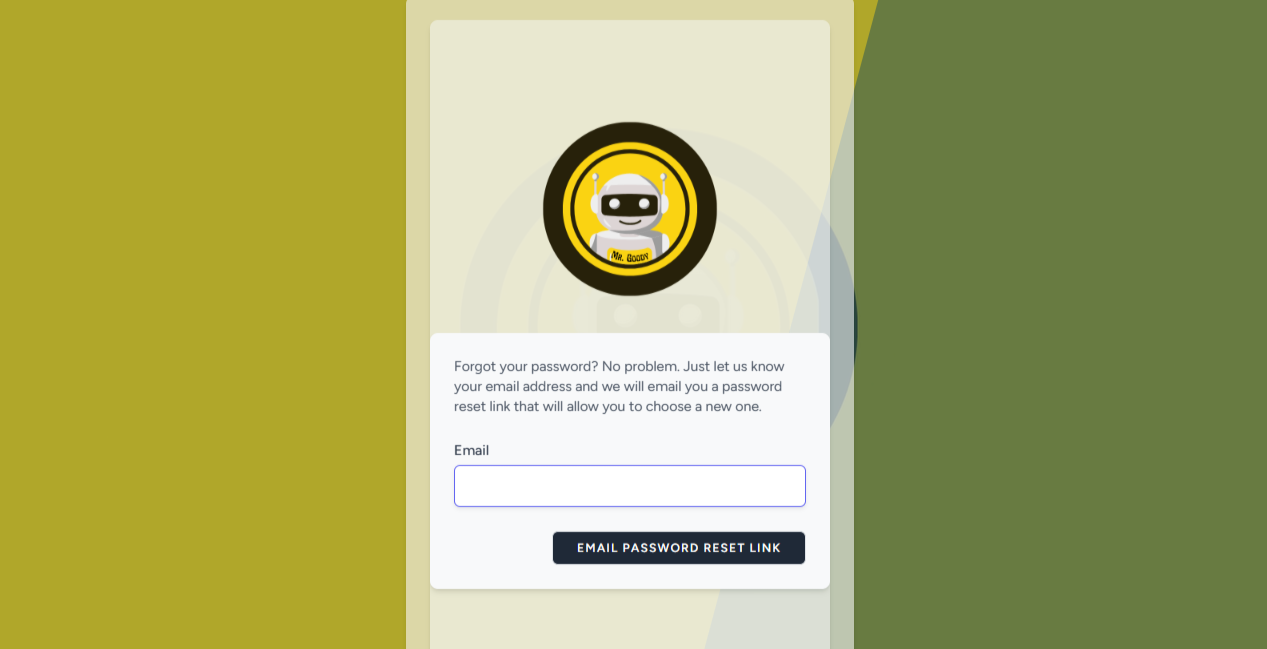 Mr. Goody
Forgot your password? No problem. Just let us know
your email address and we will email you a password
reset link that will allow you to choose a new one.
Email
EMAIL PASSWORD RESET LINK